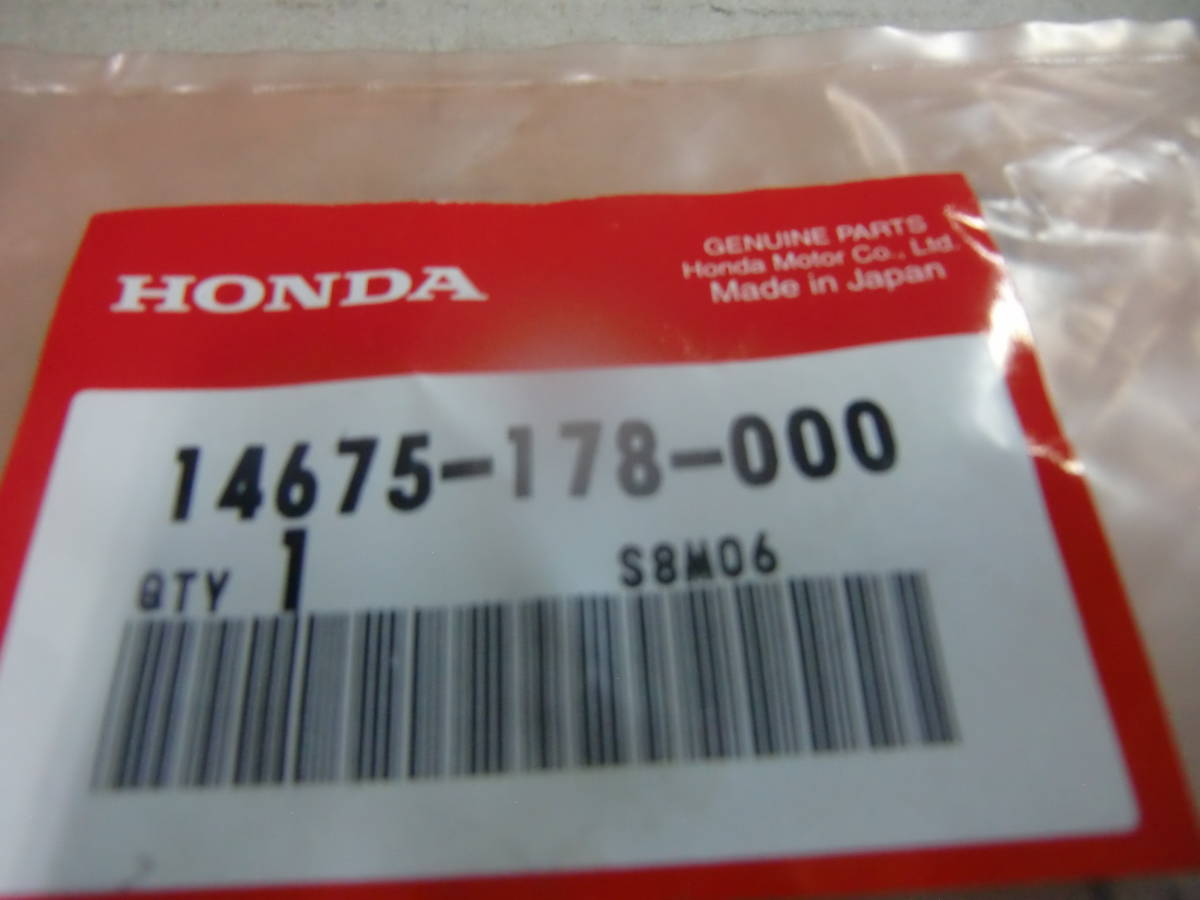 HONDA
GENUINE PARTS
Honda Motor Co., Ltd.
Made in Japan
14675-178-000
QTY 1 S8M06